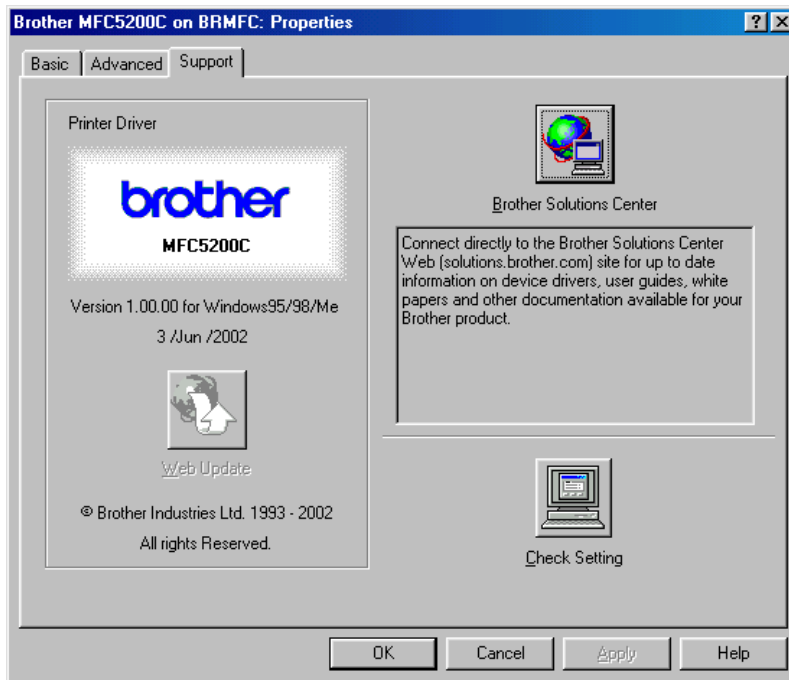 Brother MFC5200C on BRMFC: Properties
Basic
Advanced
Support
Printer Driver
brother
MFC5200C
Version 1.00.00 for Windows95/98/Me
3 /Jun /2002
Web Update
© Brother Industries Ltd. 1993 - 2002
All rights Reserved.
Brother Solutions Center
Connect directly to the Brother Solutions Center
Web (solutions.brother.com) site for up to date
information on device drivers, user guides, white
papers and other documentation available for your
Brother product.
Check Setting
OK
Cancel
Apply
Help